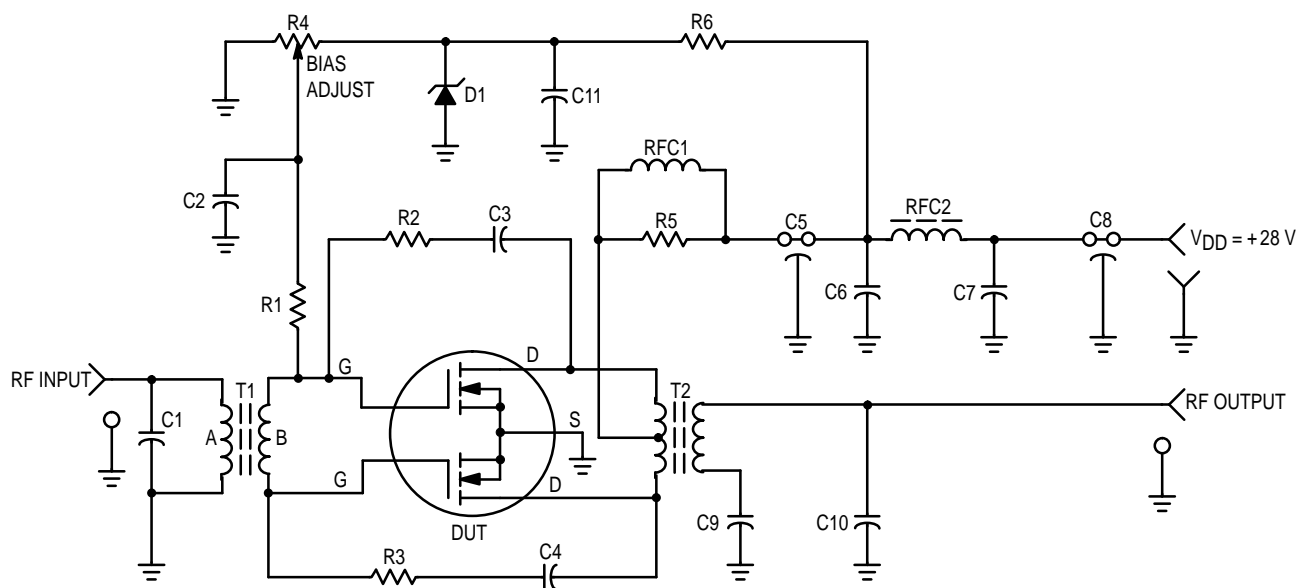 R4
R6
BIAS
ADJUST
D1
C11
RFC1
C2
R2
C3
R5
C5
RFC2
C8
VDD = +28 V
R1
C6
C7
G
D
RF INPUT
T1
T2
RF OUTPUT
C1
A
B
S
G
D
DUT
C9
C10
R3
C4